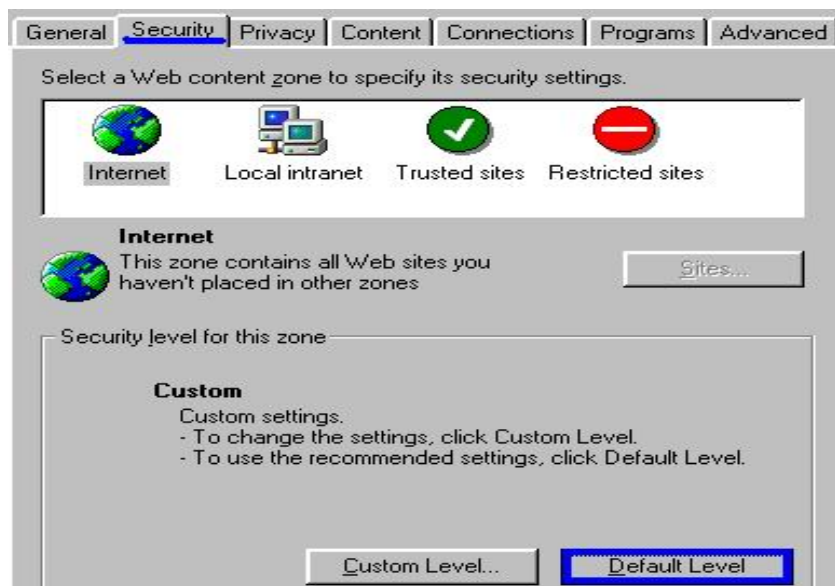 General Security Privacy Content Connections Programs Advanced
Select a Web content zone to specify its security settings.
Internet Local intranet Trusted sites Restricted sites
Internet
This zone contains all Web sites you
haven't placed in other zones
Sites...
Security level for this zone
Custom
Custom settings.
- To change the settings, click Custom Level.
- To use the recommended settings, click Default Level.
Custom Level... Default Level